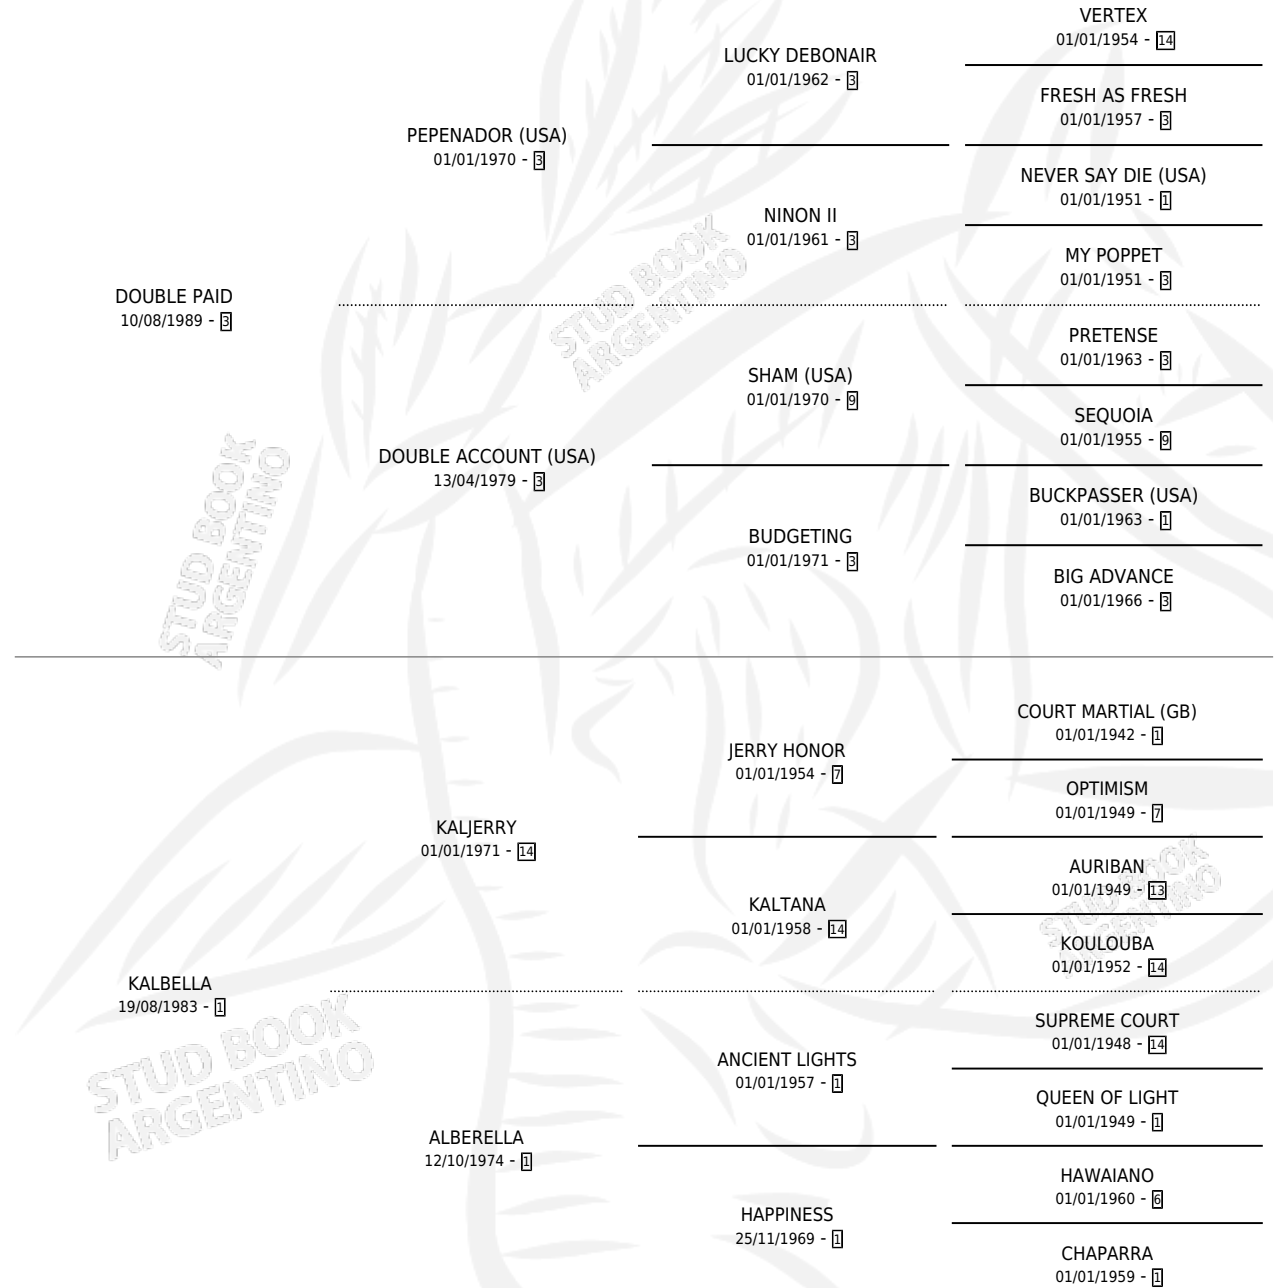 VERTEX
01/01/1954 - 14
LUCKY DEBONAIR
01/01/1962 - 3
FRESH AS FRESH
01/01/1957 - 3
PEPENADOR (USA)
01/01/1970 - 3
NEVER SAY DIE (USA)
01/01/1951 - 1
NINON II
01/01/1961 - 3
MY POPPET
01/01/1951 - 3
DOUBLE PAID
10/08/1989 - 3
PRETENSE
01/01/1963 - 3
SHAM (USA)
01/01/1970 - 9
SEQUOIA
01/01/1955 - 9
DOUBLE ACCOUNT (USA)
13/04/1979 - 3
BUCKPASSER (USA)
01/01/1963 - 1
BUDGETING
01/01/1971 - 3
BIG ADVANCE
01/01/1966 - 3
COURT MARTIAL (GB)
01/01/1942 - 1
JERRY HONOR
01/01/1954 - 7
OPTIMISM
01/01/1949 - 7
KALJERRY
01/01/1971 - 14
AURIBAN
01/01/1949 - 13
KALTANA
01/01/1958 - 14
KOULOUBA
01/01/1952 - 14
KALBELLA
19/08/1983 - 1
SUPREME COURT
01/01/1948 - 14
ANCIENT LIGHTS
01/01/1957 - 1
QUEEN OF LIGHT
01/01/1949 - 1
ALBERELLA
12/10/1974 - 1
HAWAIANO
01/01/1960 - 6
HAPPINESS
25/11/1969 - 1
CHAPARRA
01/01/1959 - 1
STUD BOOK
ARGENTINO
STUD BOOK
ARGENTINO
STUD BOOK
ARGENTINO
STUD BOOK
ARGENTINO